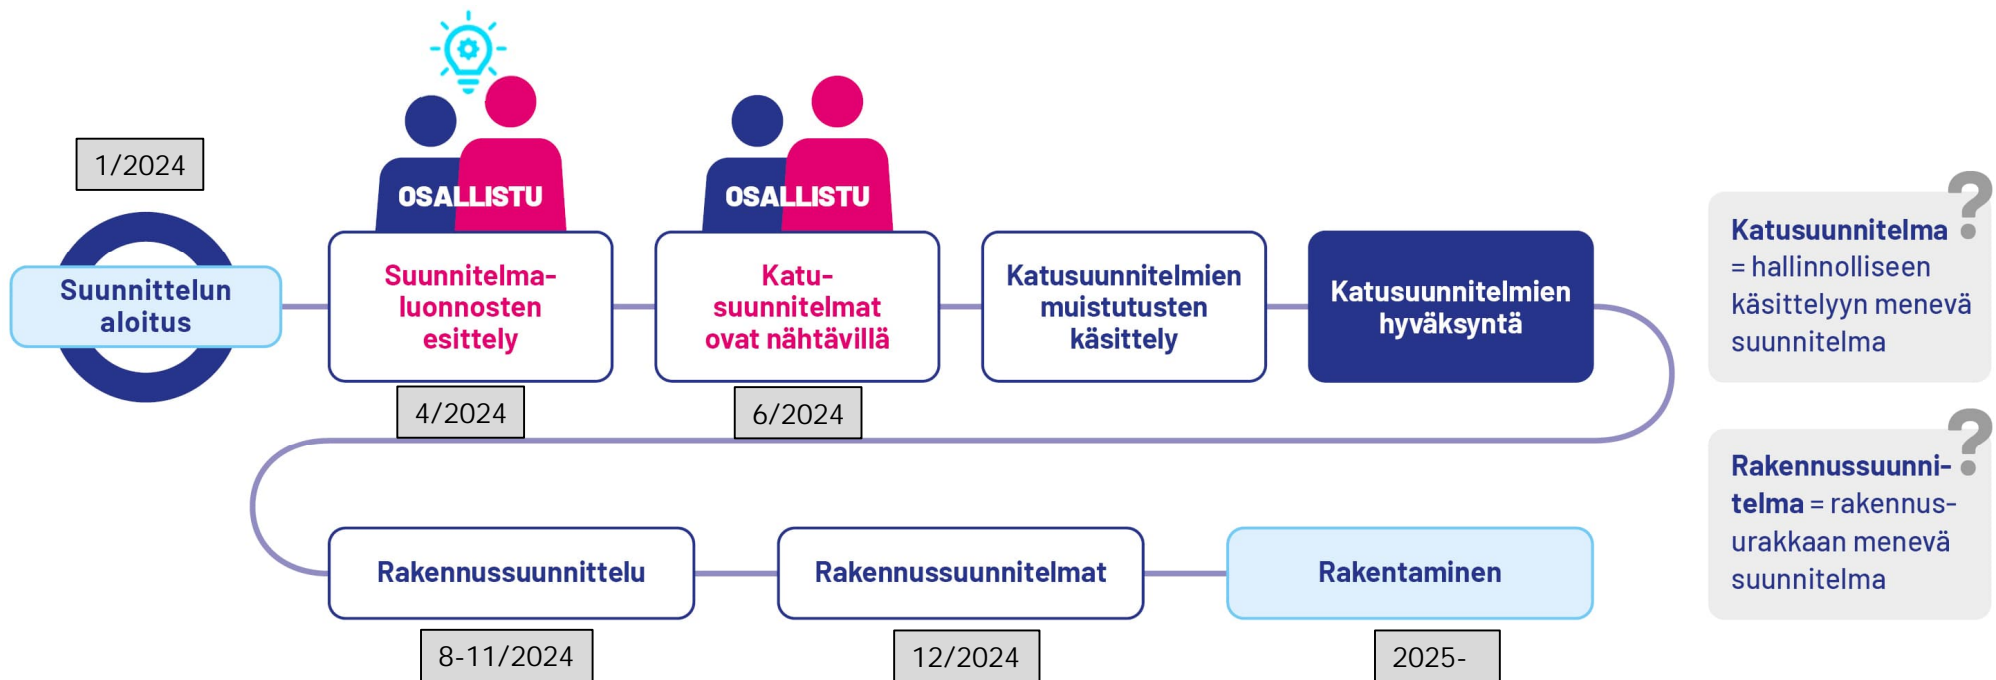 1/2024
OSALLISTU
OSALLISTU
Suunnittelun
aloitus
Suunnitelma-
luonnosten
esittely
Katu-
suunnitelmat
ovat nähtävillä
Katusuunnitelmien
muistutusten
käsittely
Katusuunnitelmien
hyväksyntä
4/2024
6/2024
?
Katusuunnitelma
= hallinnolliseen
käsittelyyn menevä
suunnitelma
?
Rakennussuunni-
telma = rakennus-
urakkaan menevä
suunnitelma
Rakennussuunnittelu
Rakennussuunnitelmat
Rakentaminen
8-11/2024
12/2024
2025-